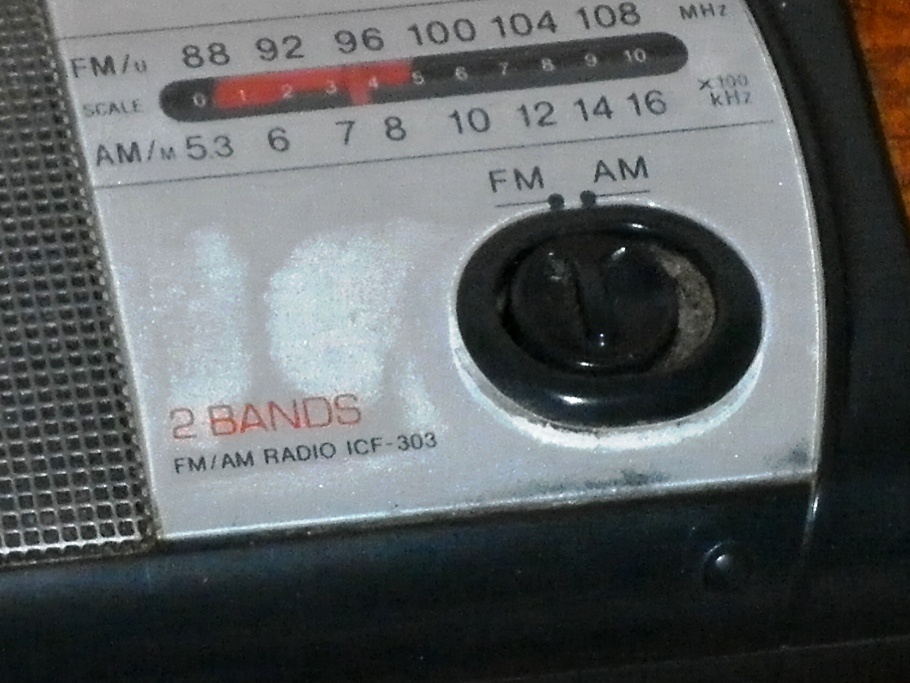 FM/U 88 92 96 100 104 108 MHz
SCALE 0 1 2 3 4 5 6 7 8 9 10
AM/M 5.3 6 7 8 10 12 14 16 X100 kHz
FM AM
2 BANDS
FM/AM RADIO ICF-303